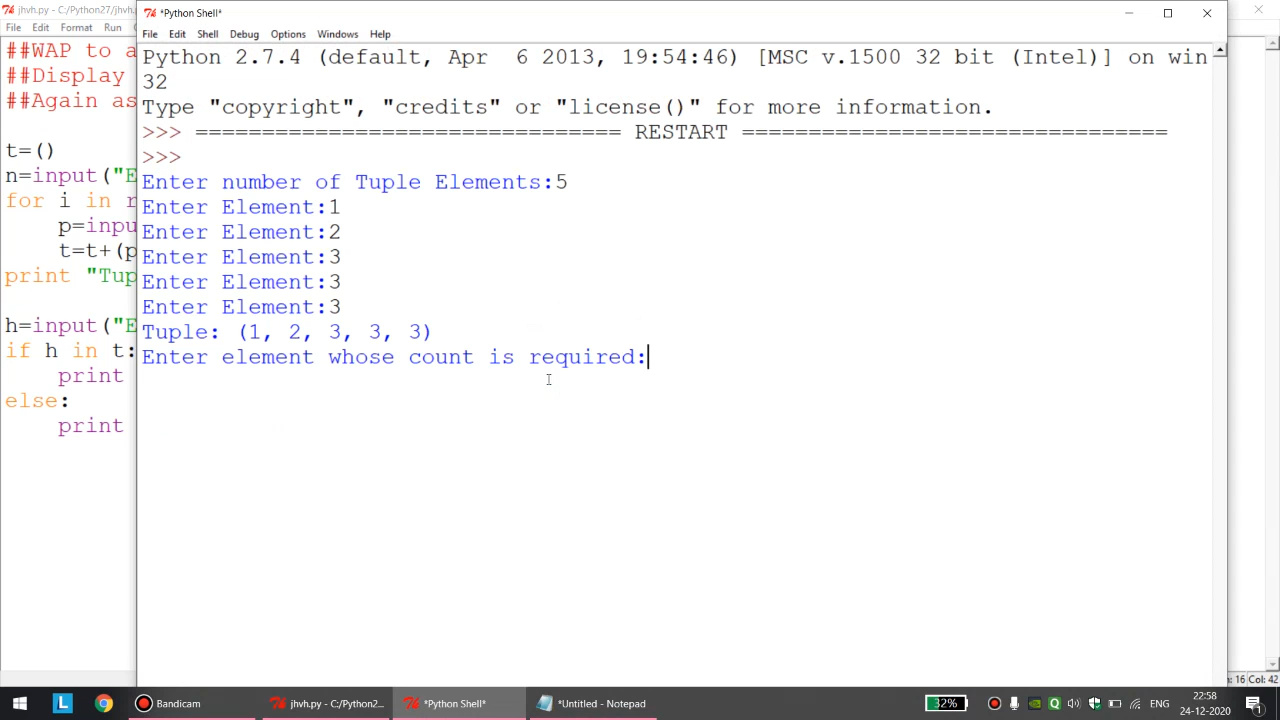 jhvh.py - C:/Python27/jhvh.py
*Python Shell*
File Edit Format Run
File Edit Shell Debug Options Windows Help
##WAP to a
##Display
##Again as
t=()
n=input("E
for i in r
p=inpu
t=t+(p
print "Tup
h=input("E
if h in t:
print
else:
print
Python 2.7.4 (default, Apr  6 2013, 19:54:46) [MSC v.1500 32 bit (Intel)] on win
32
Type "copyright", "credits" or "license()" for more information.
>>> ================================ RESTART ================================
>>>
Enter number of Tuple Elements:5
Enter Element:1
Enter Element:2
Enter Element:3
Enter Element:3
Enter Element:3
Tuple: (1, 2, 3, 3, 3)
Enter element whose count is required:
: 16 Col: 42
Bandicam
jhvh.py - C:/Python2...
*Python Shell*
*Untitled - Notepad
32%
ENG
22:58
24-12-2020